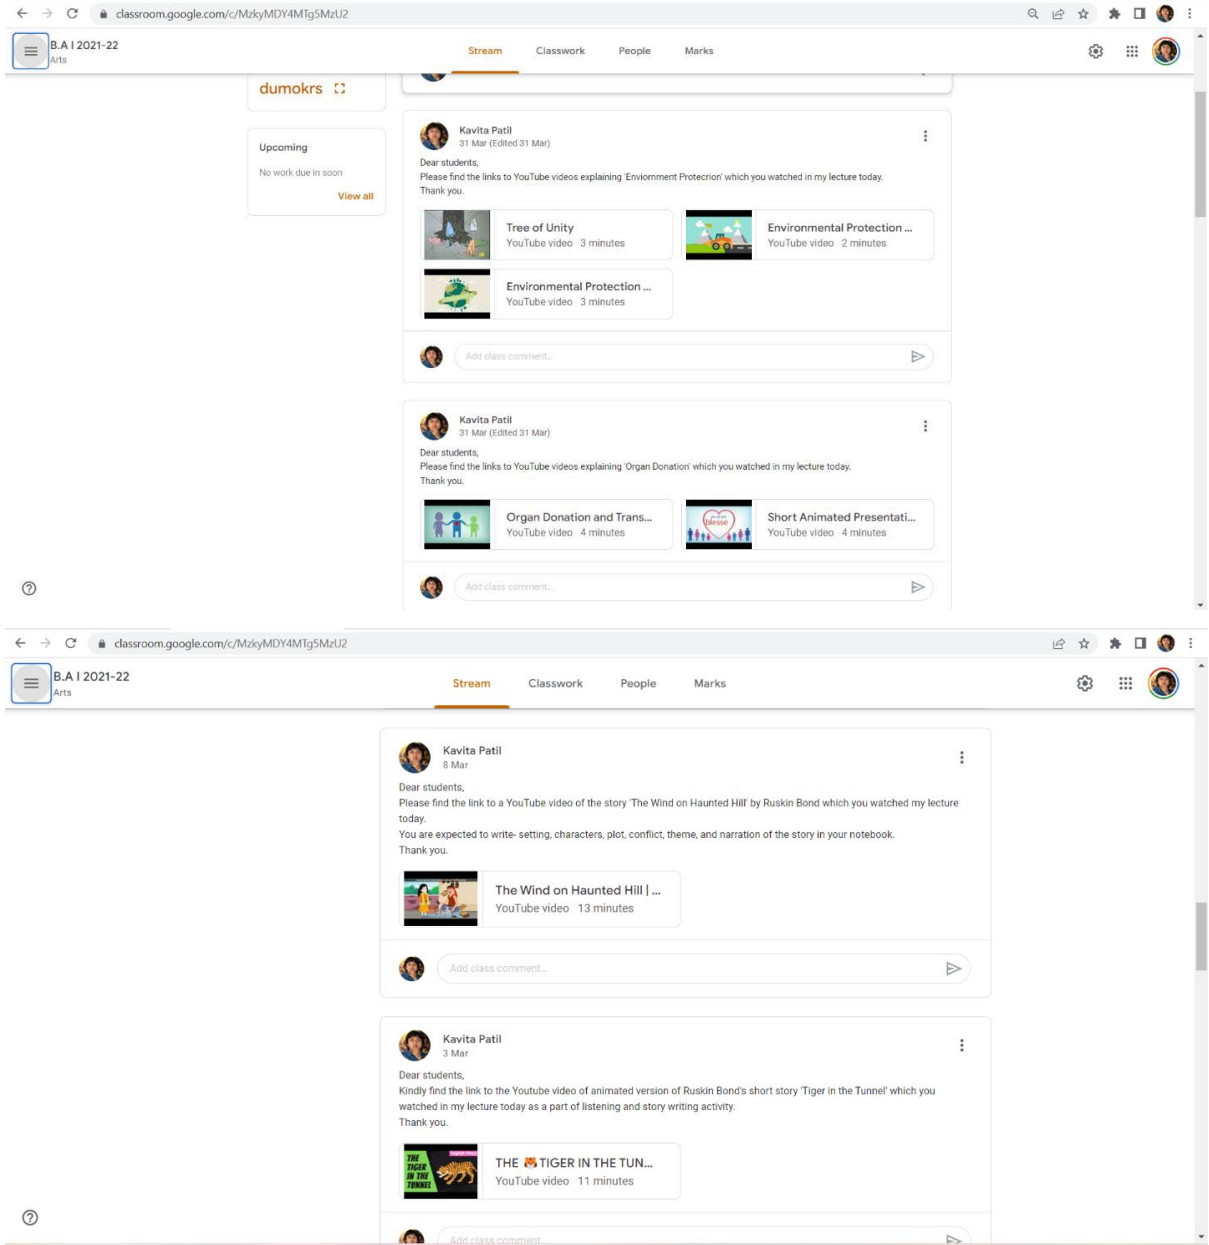 classroom.google.com/c/MzkyMDY4MTg5MzU2
B.A I 2021-22
Arts
Stream
Classwork
People
Marks
dumokrs
Upcoming
No work due in soon
View all
Kavita Patil
31 Mar (Edited 31 Mar)
Dear students,
Please find the links to YouTube videos explaining 'Enviornment Protecrion' which you watched in my lecture today.
Thank you.
Tree of Unity
YouTube video 3 minutes
Environmental Protection ...
YouTube video 2 minutes
Environmental Protection ...
YouTube video 3 minutes
Add class comment...
Kavita Patil
31 Mar (Edited 31 Mar)
Dear students,
Please find the links to YouTube videos explaining 'Organ Donation' which you watched in my lecture today.
Thank you.
Organ Donation and Trans...
YouTube video 4 minutes
blesse
Short Animated Presentati...
YouTube video 4 minutes
Add class comment...
classroom.google.com/c/MzkyMDY4MTg5MzU2
B.A I 2021-22
Arts
Stream
Classwork
People
Marks
Kavita Patil
8 Mar
Dear students,
Please find the link to a YouTube video of the story 'The Wind on Haunted Hill' by Ruskin Bond which you watched my lecture
today.
You are expected to write- setting, characters, plot, conflict, theme, and narration of the story in your notebook.
Thank you.
The Wind on Haunted Hill | ...
YouTube video 13 minutes
Add class comment...
Kavita Patil
3 Mar
Dear students,
Kindly find the link to the Youtube video of animated version of Ruskin Bond's short story 'Tiger in the Tunnel' which you
watched in my lecture today as a part of listening and story writing activity.
Thank you.
THE
TIGER
IN THE
TUNNEL
THE 🐯TIGER IN THE TUN...
YouTube video 11 minutes
Add class comment...